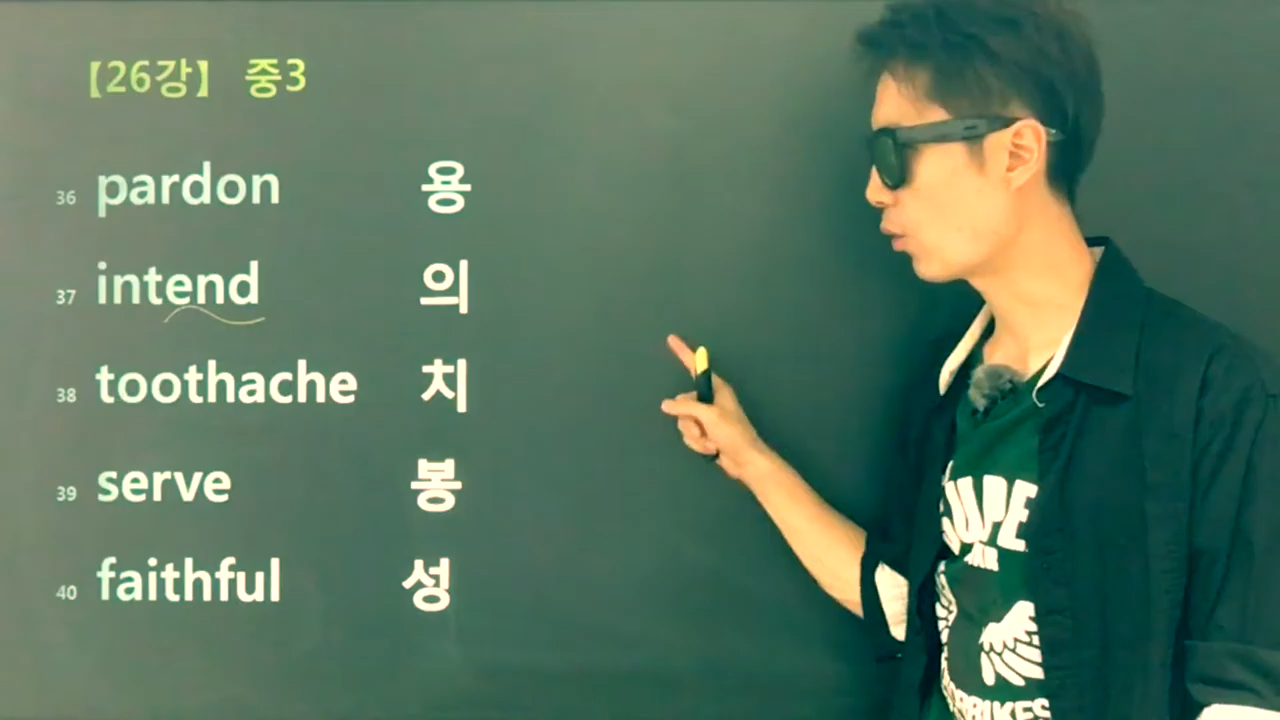 【26강】 중3
36 pardon 용
37 intend 의
38 toothache 치
39 serve 봉
40 faithful 성